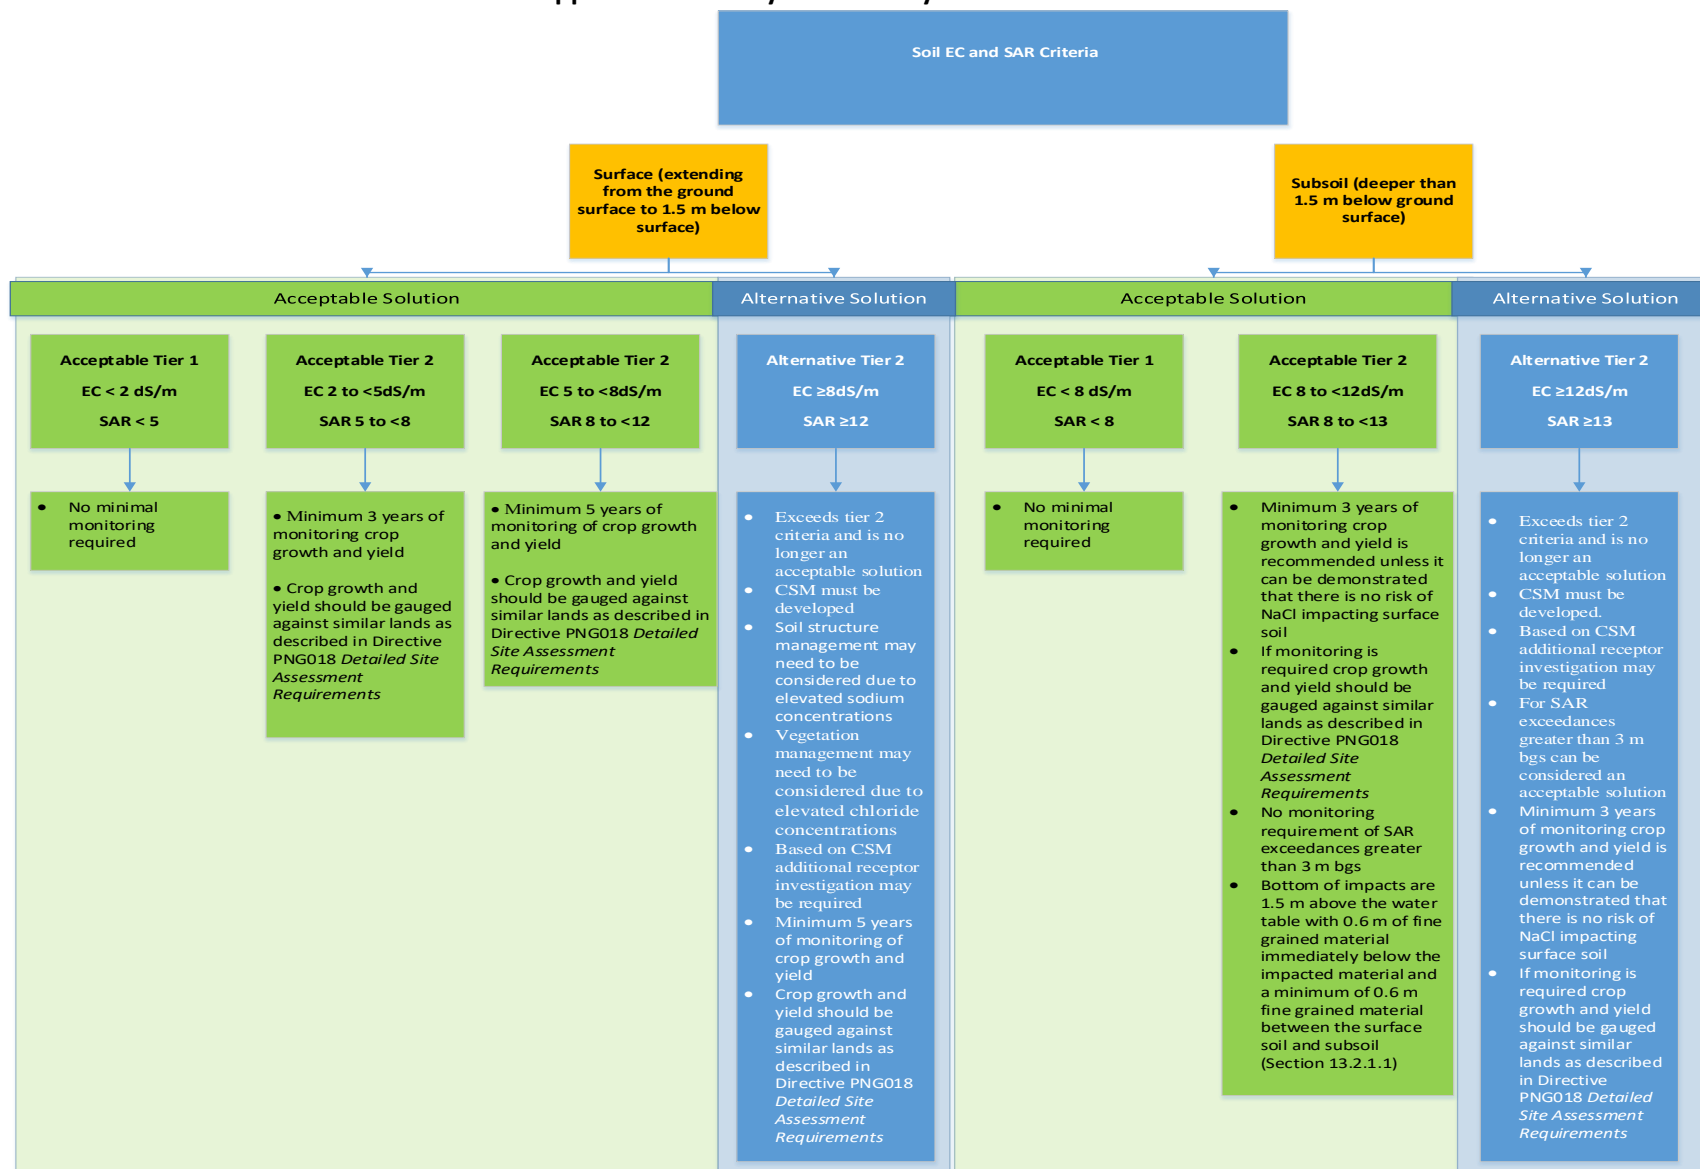 Soil EC and SAR Criteria
Surface (extending
from the ground
surface to 1.5 m below
surface)
Subsoil (deeper than
1.5 m below ground
surface)
Acceptable Solution
Alternative Solution
Acceptable Solution
Alternative Solution
Acceptable Tier 1
EC < 2 dS/m
SAR < 5
Acceptable Tier 2
EC 2 to <5dS/m
SAR 5 to <8
Acceptable Tier 2
EC 5 to <8dS/m
SAR 8 to <12
Alternative Tier 2
EC ≥8dS/m
SAR ≥12
Acceptable Tier 1
EC < 8 dS/m
SAR < 8
Acceptable Tier 2
EC 8 to <12dS/m
SAR 8 to <13
Alternative Tier 2
EC ≥12dS/m
SAR ≥13
• No minimal
monitoring
required
• Minimum 3 years of
monitoring crop
growth and yield
• Crop growth and
yield should be gauged
against similar lands as
described in Directive
PNG018 Detailed Site
Assessment
Requirements
• Minimum 5 years of
monitoring of crop growth
and yield
• Crop growth and yield
should be gauged against
similar lands as described in
Directive PNG018 Detailed
Site Assessment
Requirements
• Exceeds tier 2
criteria and is no
longer an
acceptable solution
• CSM must be
developed
• Soil structure
management may
need to be
considered due to
elevated sodium
concentrations
• Vegetation
management may
need to be
considered due to
elevated chloride
concentrations
• Based on CSM
additional receptor
investigation may
be required
• Minimum 5 years
of monitoring of
crop growth and
yield
• Crop growth and
yield should be
gauged against
similar lands as
described in
Directive PNG018
Detailed Site
Assessment
Requirements
• No minimal
monitoring
required
• Minimum 3 years of
monitoring crop
growth and yield is
recommended unless it
can be demonstrated
that there is no risk of
NaCl impacting surface
soil
• If monitoring is
required crop growth
and yield should be
gauged against similar
lands as described in
Directive PNG018
Detailed Site
Assessment
Requirements
• No monitoring
requirement of SAR
exceedances greater
than 3 m bgs
• Bottom of impacts are
1.5 m above the water
table with 0.6 m of fine
grained material
immediately below the
impacted material and
a minimum of 0.6 m
fine grained material
between the surface
soil and subsoil
(Section 13.2.1.1)
• Exceeds tier 2
criteria and is no
longer an
acceptable solution
• CSM must be
developed.
• Based on CSM
additional receptor
investigation may
be required
• For SAR
exceedances
greater than 3 m
bgs can be
considered an
acceptable solution
• Minimum 3 years
of monitoring crop
growth and yield is
recommended
unless it can be
demonstrated that
there is no risk of
NaCl impacting
surface soil
• If monitoring is
required crop
growth and yield
should be gauged
against similar
lands as described
in Directive
PNG018 Detailed
Site Assessment
Requirements